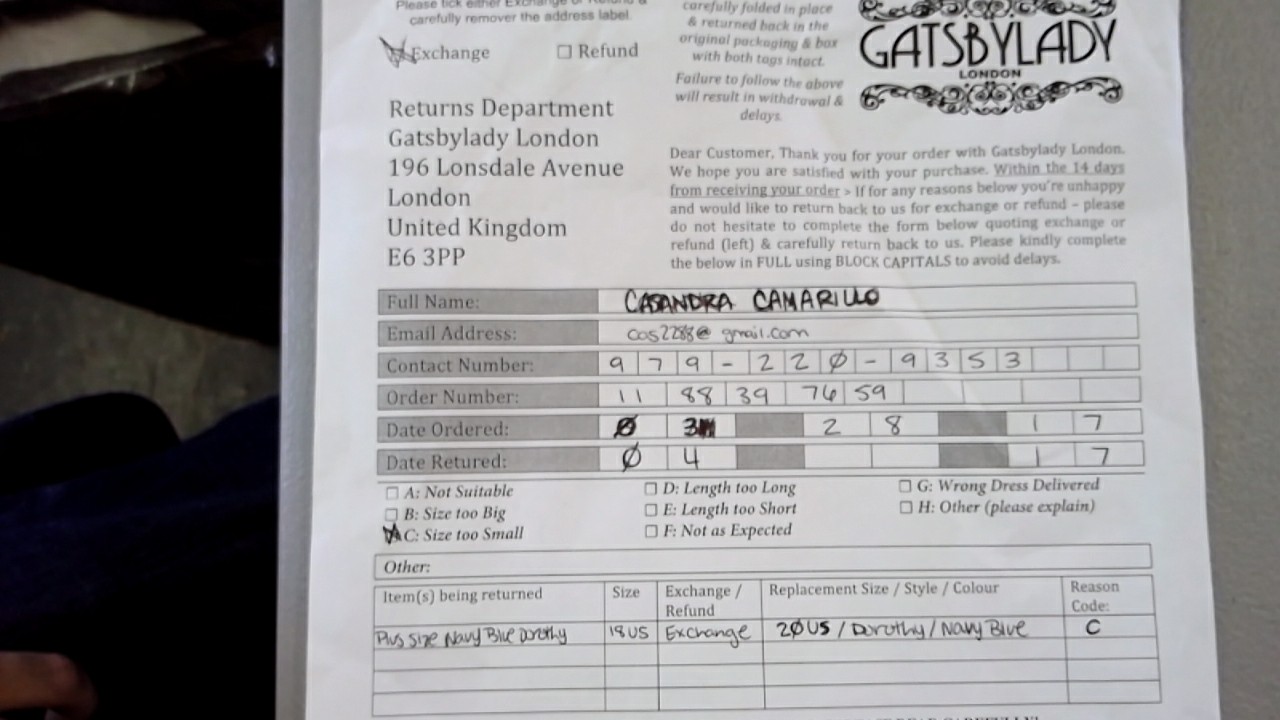 Please tick either Exchange or Refund &
carefully remover the address label.
Exchange
Refund
carefully folded in place
& returned back in the
original packaging & box
with both tags intact.
Failure to follow the above
will result in withdrawal &
delays.
GATSBYLADY
LONDON
Returns Department
Gatsbylady London
196 Lonsdale Avenue
London
United Kingdom
E6 3PP
Dear Customer, Thank you for your order with Gatsbylady London.
We hope you are satisfied with your purchase. Within the 14 days
from receiving your order > If for any reasons below you're unhappy
and would like to return back to us for exchange or refund - please
do not hesitate to complete the form below quoting exchange or
refund (left) & carefully return back to us. Please kindly complete
the below in FULL using BLOCK CAPITALS to avoid delays.
Full Name: CASANDRA CAMARILLO
Email Address: cas2288@gmail.com
Contact Number: 979-220-9353
Order Number: 11 88 39 76 59
Date Ordered: 0 3 2 8 1 7
Date Retured: 0 4 1 7
A: Not Suitable
B: Size too Big
C: Size too Small
D: Length too Long
E: Length too Short
F: Not as Expected
G: Wrong Dress Delivered
H: Other (please explain)
Other:
Item(s) being returned Size Exchange / Refund Replacement Size / Style / Colour Reason Code:
Plus Size Navy Blue Dorothy 18US Exchange 20US / Dorothy / Navy Blue C